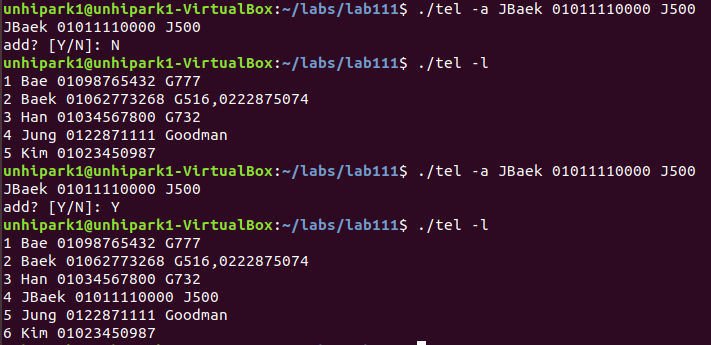 unhipark1@unhipark1-VirtualBox:~/labs/lab111$ ./tel -a JBaek 01011110000 J500
JBaek 01011110000 J500
add? [Y/N]: N
unhipark1@unhipark1-VirtualBox:~/labs/lab111$ ./tel -l
1 Bae 01098765432 G777
2 Baek 01062773268 G516,0222875074
3 Han 01034567800 G732
4 Jung 0122871111 Goodman
5 Kim 01023450987
unhipark1@unhipark1-VirtualBox:~/labs/lab111$ ./tel -a JBaek 01011110000 J500
JBaek 01011110000 J500
add? [Y/N]: Y
unhipark1@unhipark1-VirtualBox:~/labs/lab111$ ./tel -l
1 Bae 01098765432 G777
2 Baek 01062773268 G516,0222875074
3 Han 01034567800 G732
4 JBaek 01011110000 J500
5 Jung 0122871111 Goodman
6 Kim 01023450987